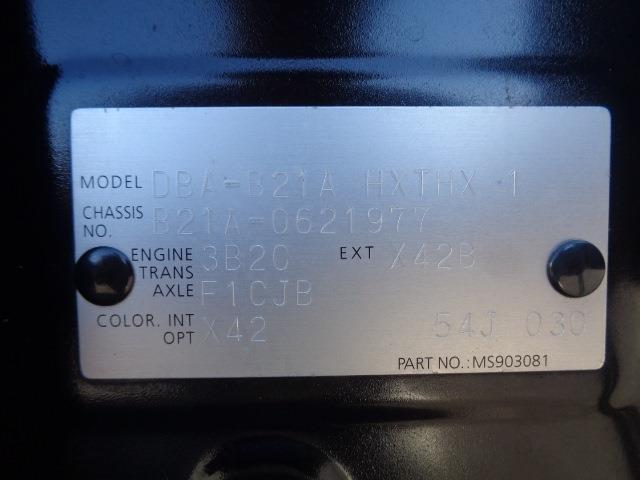 MODEL DBA-B21A HXTHX 1
CHASSIS NO. B21A-0621977
ENGINE 3B20 EXT X42B
TRANS AXLE F1CJB
COLOR. INT OPT X42 54J 030
PART NO.:MS903081